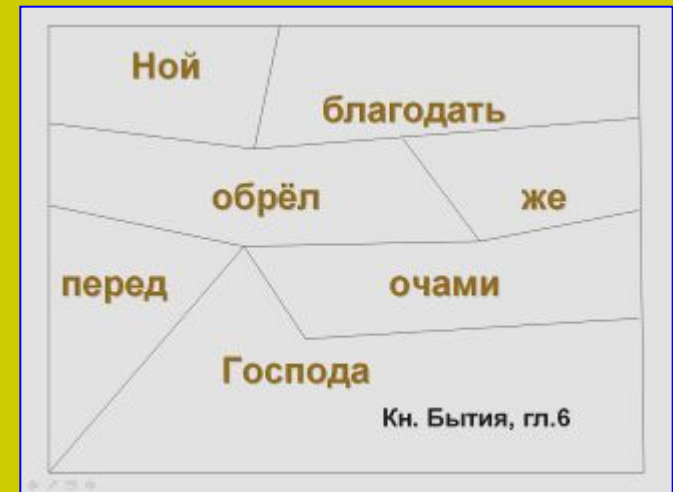 Ной
благодать
обрёл же
перед очами
Господа
Кн. Бытия, гл.6